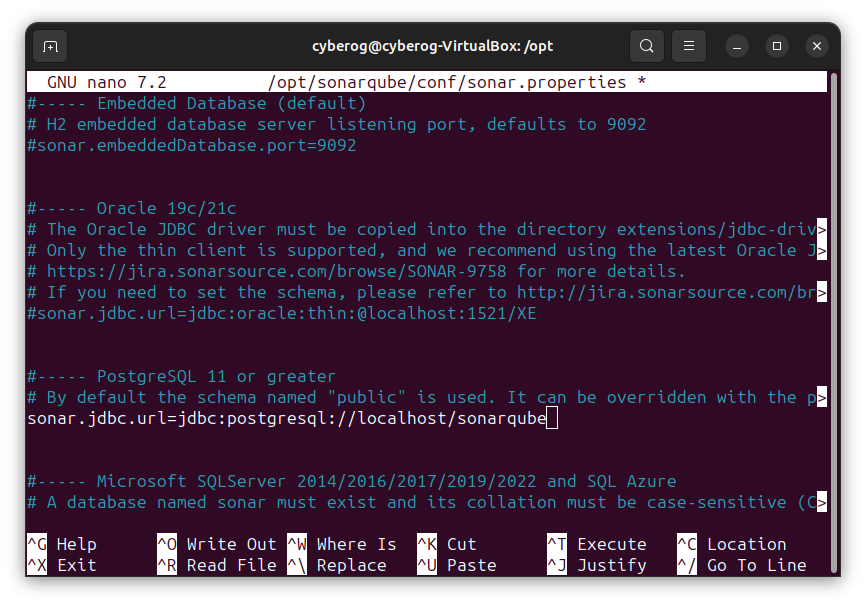 cyberog@cyberog-VirtualBox: /opt
GNU nano 7.2 /opt/sonarqube/conf/sonar.properties *
#----- Embedded Database (default)
# H2 embedded database server listening port, defaults to 9092
#sonar.embeddedDatabase.port=9092
#----- Oracle 19c/21c
# The Oracle JDBC driver must be copied into the directory extensions/jdbc-driv>
# Only the thin client is supported, and we recommend using the latest Oracle J>
# https://jira.sonarsource.com/browse/SONAR-9758 for more details.
# If you need to set the schema, please refer to http://jira.sonarsource.com/br>
#sonar.jdbc.url=jdbc:oracle:thin:@localhost:1521/XE
#----- PostgreSQL 11 or greater
# By default the schema named "public" is used. It can be overridden with the p>
sonar.jdbc.url=jdbc:postgresql://localhost/sonarqube
#----- Microsoft SQLServer 2014/2016/2017/2019/2022 and SQL Azure
# A database named sonar must exist and its collation must be case-sensitive (C>
^G Help ^O Write Out ^W Where Is ^K Cut ^T Execute ^C Location
^X Exit ^R Read File ^\ Replace ^U Paste ^J Justify ^/ Go To Line